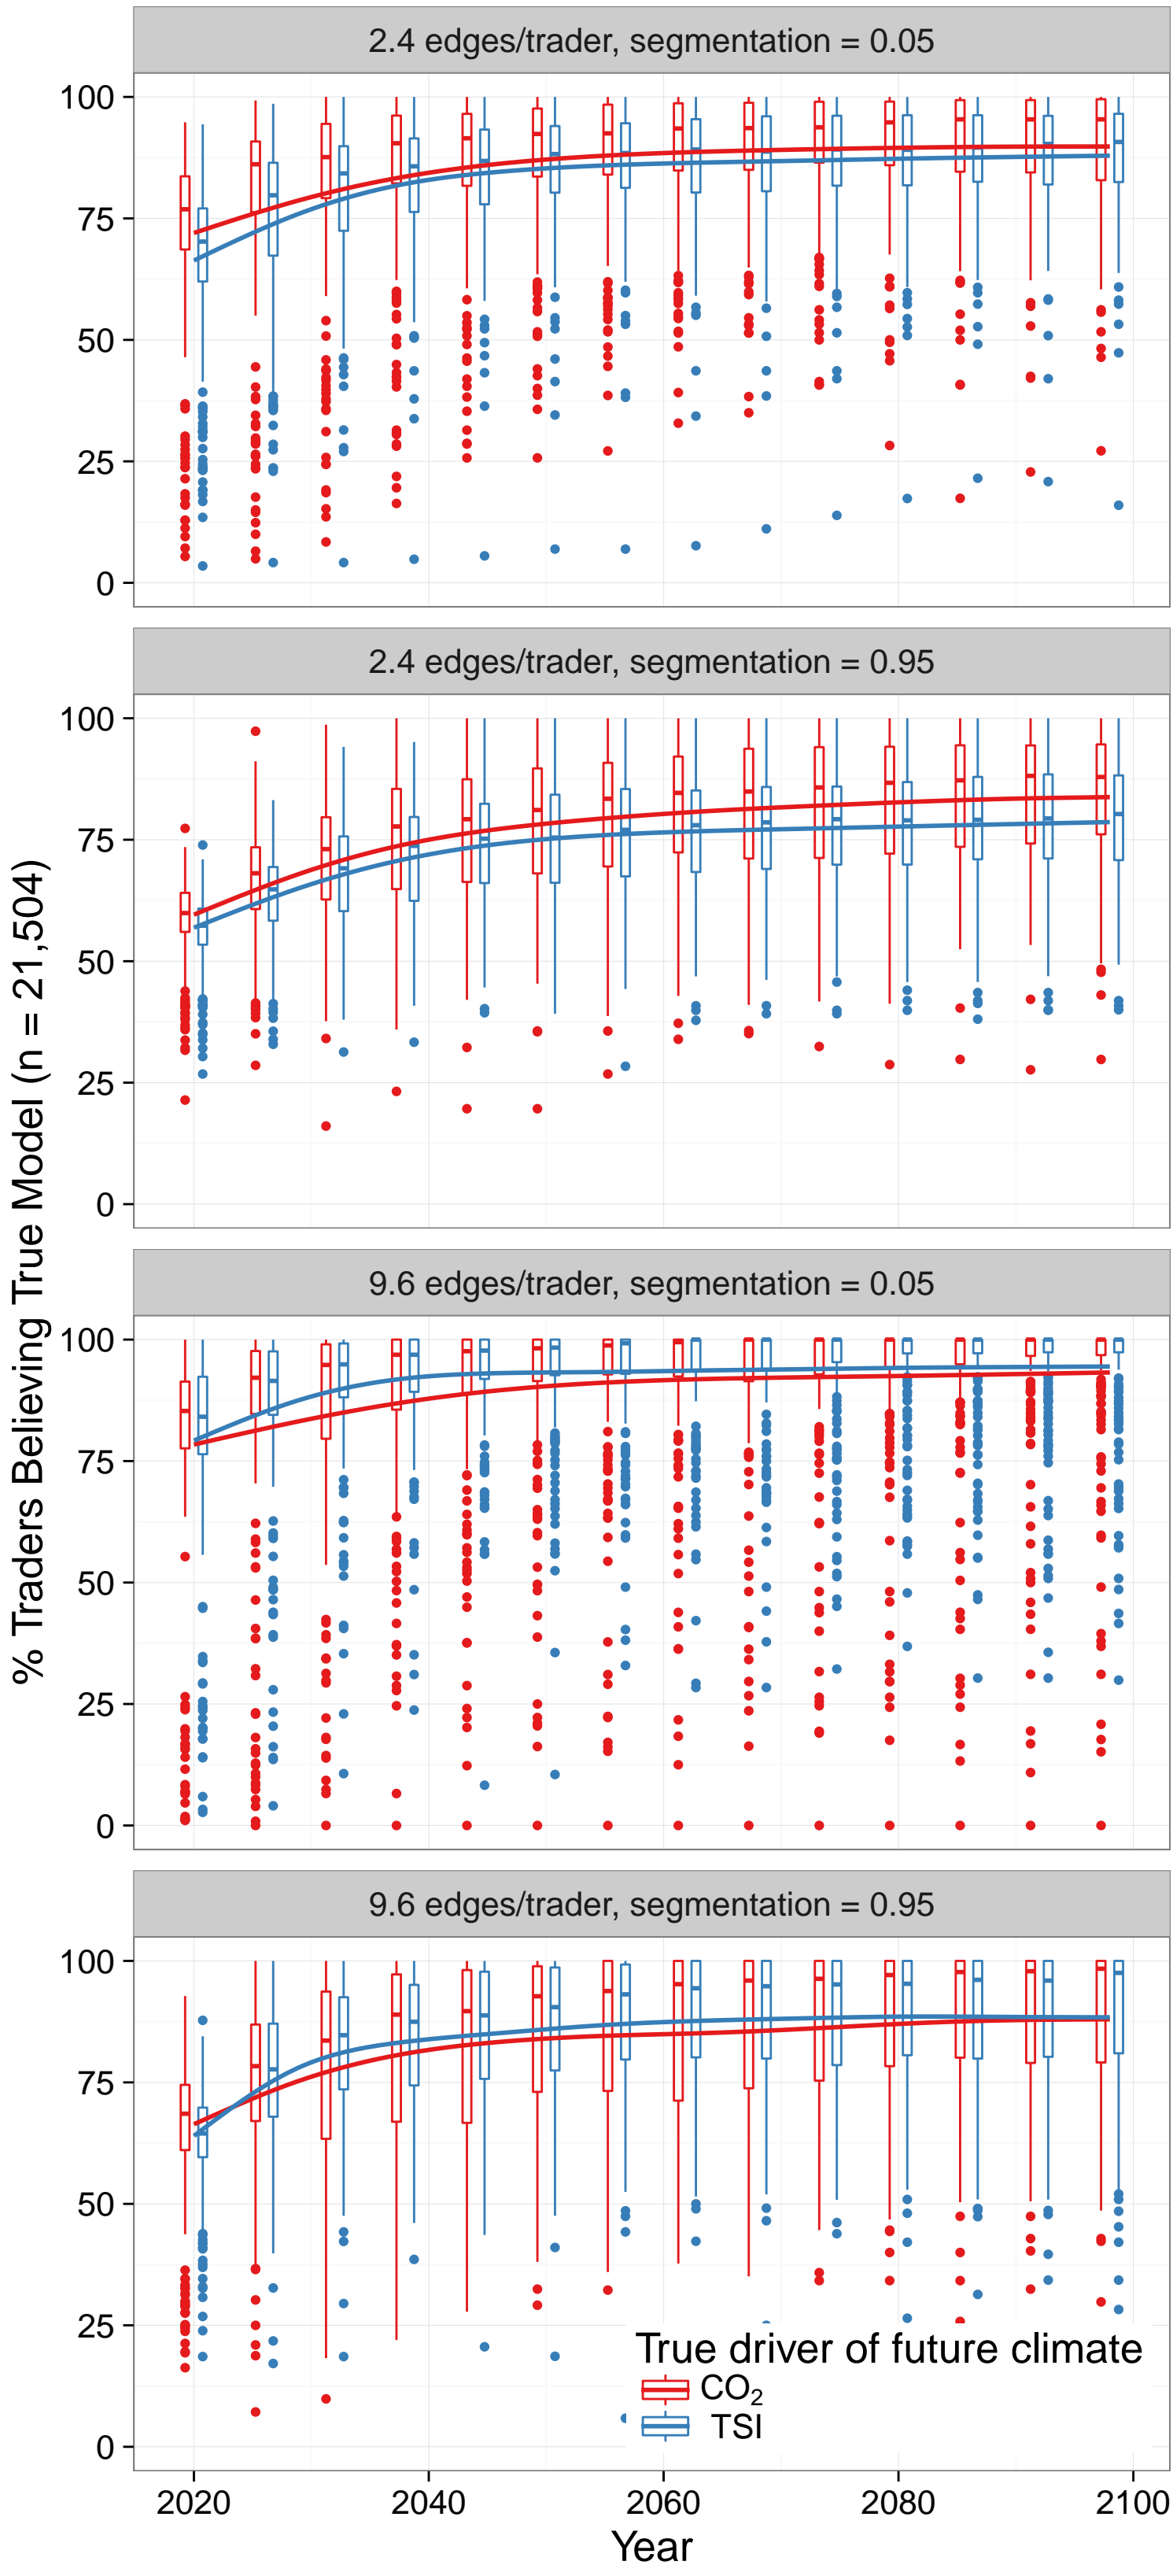 2.4 edges/trader, segmentation = 0.05
100
75
50
25
0
2.4 edges/trader, segmentation = 0.95
100
75
50
25
0
% Traders Believing True Model (n = 21,504)
9.6 edges/trader, segmentation = 0.05
100
75
50
25
0
9.6 edges/trader, segmentation = 0.95
100
75
50
25
0
True driver of future climate
CO₂
TSI
2020 2040 2060 2080 2100
Year